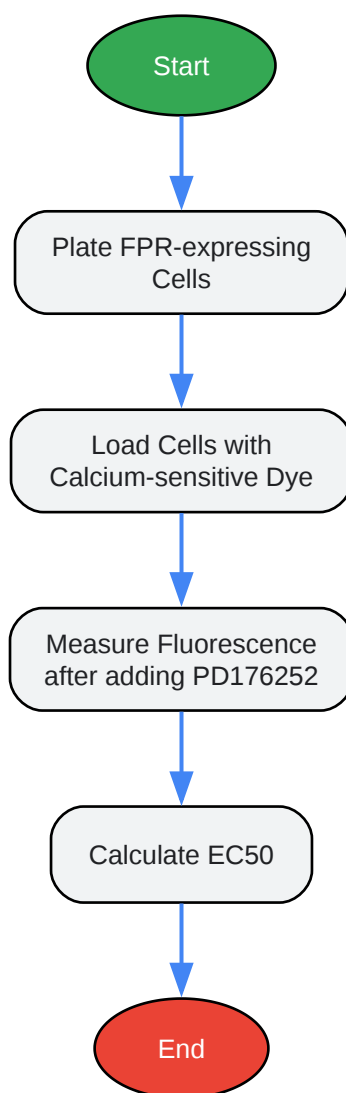 Start
Plate FPR-expressing
Cells
Load Cells with
Calcium-sensitive Dye
Measure Fluorescence
after adding PD176252
Calculate EC50
End